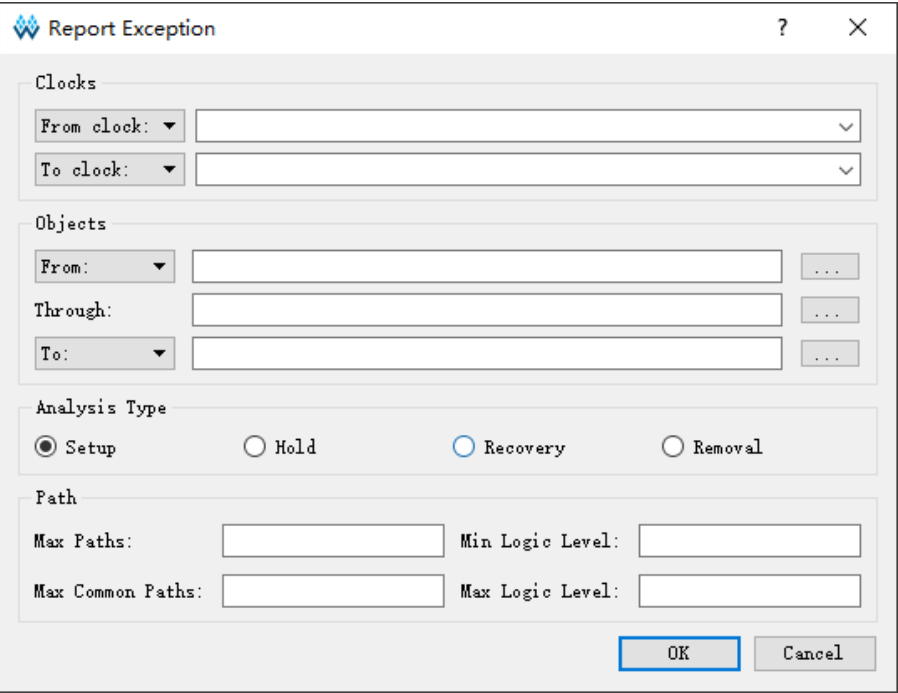 Report Exception ?
Clocks
From clock:
To clock:
Objects
From: ...
Through: ...
To: ...
Analysis Type
Setup Hold Recovery Removal
Path
Max Paths: Min Logic Level:
Max Common Paths: Max Logic Level:
OK Cancel